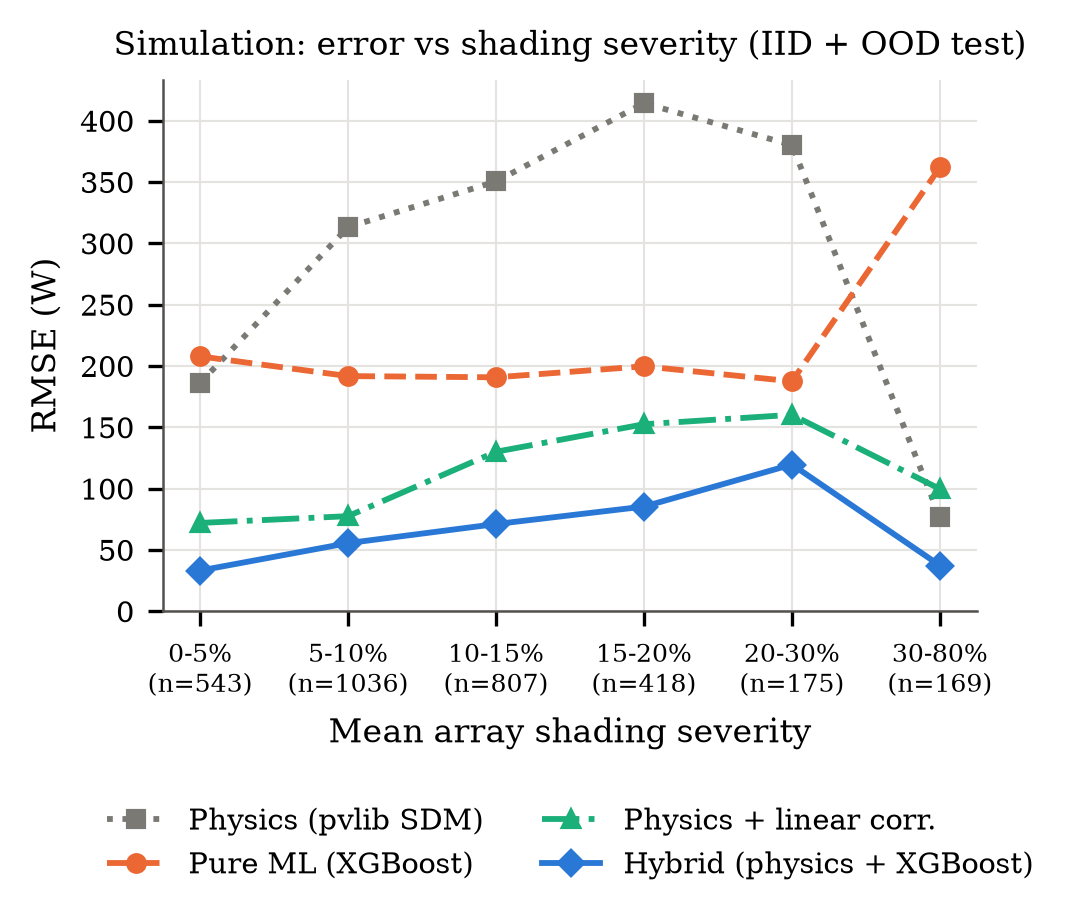 Simulation: error vs shading severity (IID + OOD test)
RMSE (W)
400
350
300
250
200
150
100
50
0
0-5% 5-10% 10-15% 15-20% 20-30% 30-80%
(n=543) (n=1036) (n=807) (n=418) (n=175) (n=169)
Mean array shading severity
Physics (pvlib SDM) Physics + linear corr.
Pure ML (XGBoost) Hybrid (physics + XGBoost)